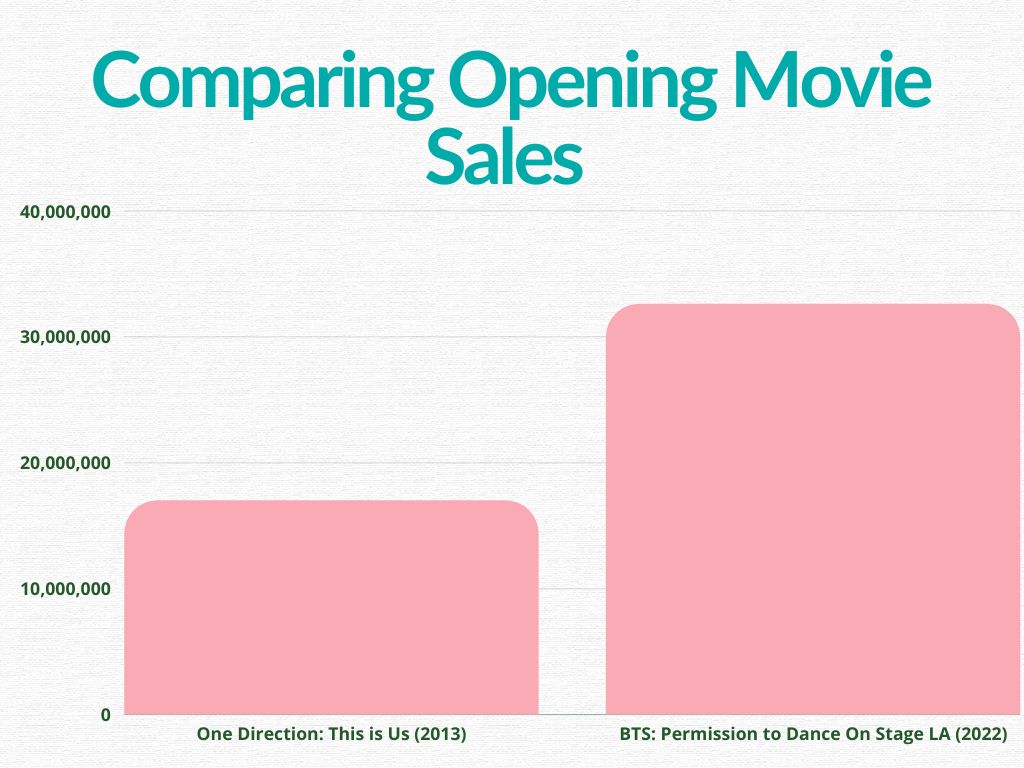 Comparing Opening Movie
Sales
40,000,000
30,000,000
20,000,000
10,000,000
0
One Direction: This is Us (2013)
BTS: Permission to Dance On Stage LA (2022)